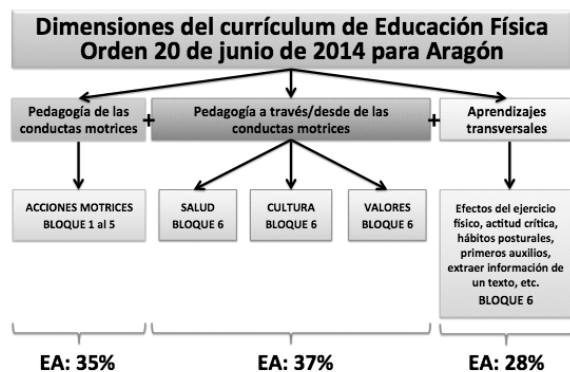 Dimensiones del currículum de Educación Física
Orden 20 de junio de 2014 para Aragón
Pedagogía de las
conductas motrices
+
Pedagogía a través/desde de las
conductas motrices
+
Aprendizajes
transversales
ACCIONES MOTRICES
BLOQUE 1 al 5
SALUD
BLOQUE 6
CULTURA
BLOQUE 6
VALORES
BLOQUE 6
Efectos del ejercicio
físico, actitud crítica,
hábitos posturales,
primeros auxilios,
extraer información de
un texto, etc.
BLOQUE 6
EA: 35%
EA: 37%
EA: 28%